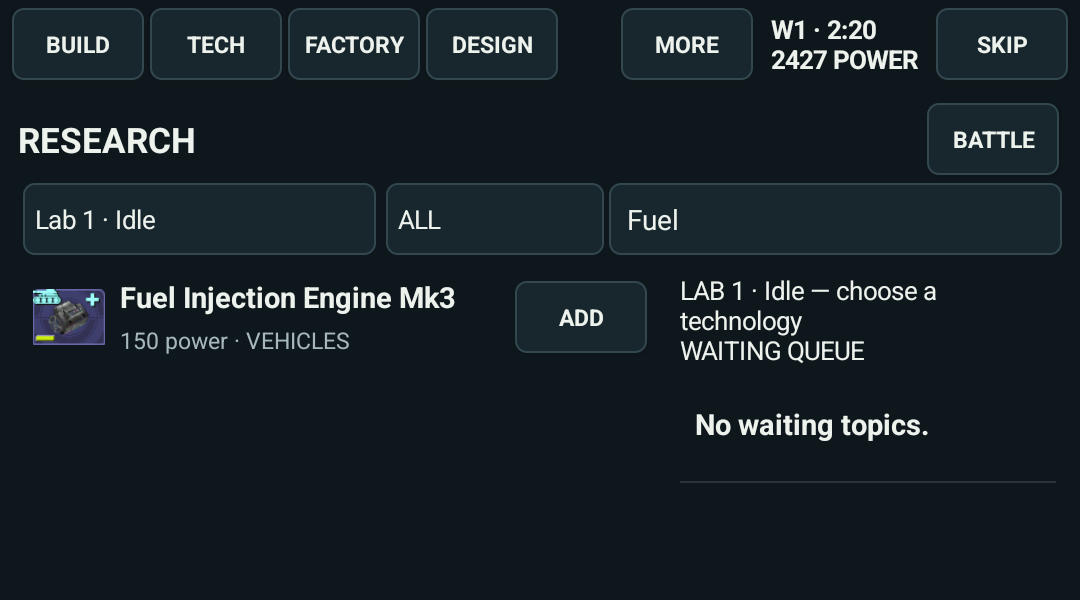 BUILD
TECH
FACTORY
DESIGN
MORE
W1 · 2:20
2427 POWER
SKIP
RESEARCH
BATTLE
Lab 1 · Idle
ALL
Fuel
Fuel Injection Engine Mk3
150 power · VEHICLES
ADD
LAB 1 · Idle — choose a
technology
WAITING QUEUE
No waiting topics.